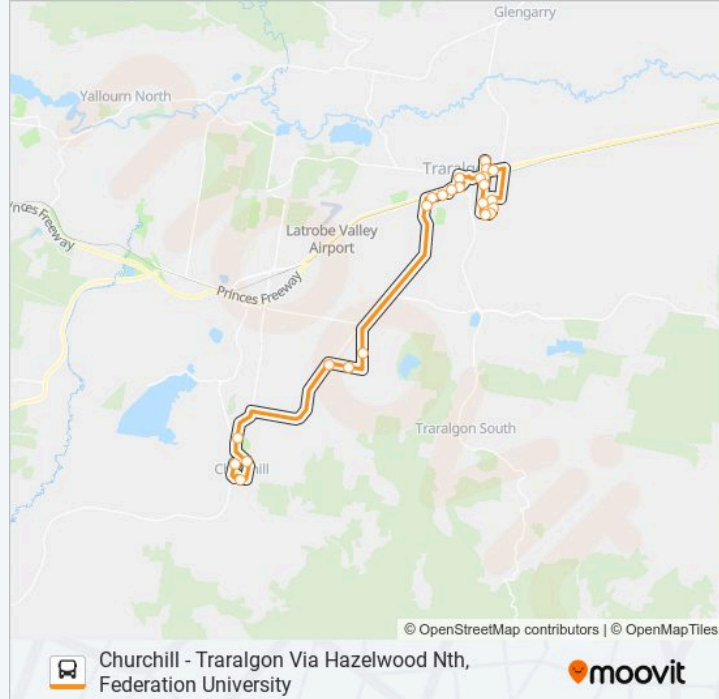 Glengarry
Yallourn North
Traralgon
Princes Freeway
Latrobe Valley
Airport
Princes Freeway
Traralgon South
Churchill
© OpenStreetMap contributors | © OpenMapTiles
Churchill - Traralgon Via Hazelwood Nth,
Federation University
moovit